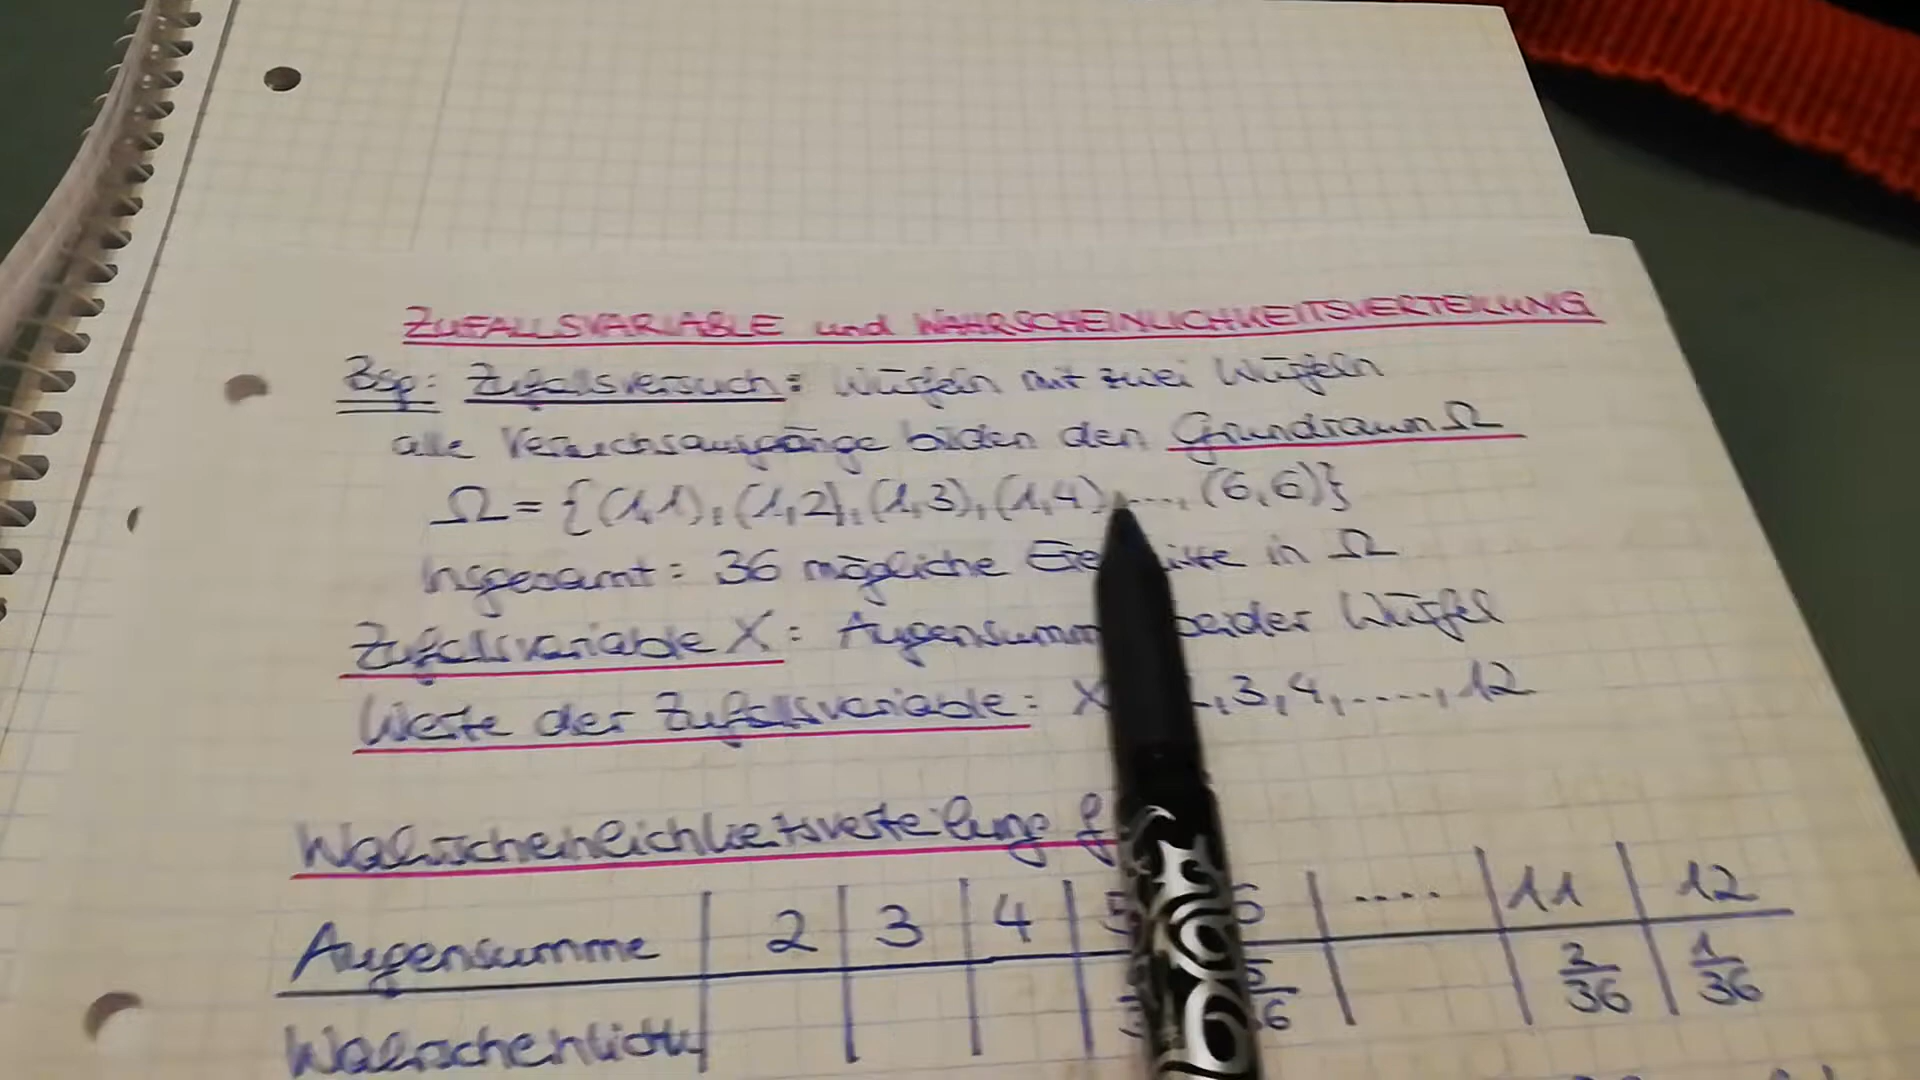 ZUFALLSVARIABLE und WAHRSCHEINLICHKEITSVERTEILUNG
Bsp: Zufallsversuch: Würfeln mit zwei Würfeln
alle Versuchsausgänge bilden den Grundraum Ω
Ω = {(1,1), (1,2), (1,3), (1,4), ..., (6,6)}
Insgesamt: 36 mögliche in Ω
Zufallsvariable X: Augensumme beider Würfel
Werte der Zufallsvariable: X 3, 4, ....., 12
Wahrscheinlichkeitsverteilung
Augensumme 2 3 4 5 6 .... 11 12
Wahrscheinlichk 2/36 1/36